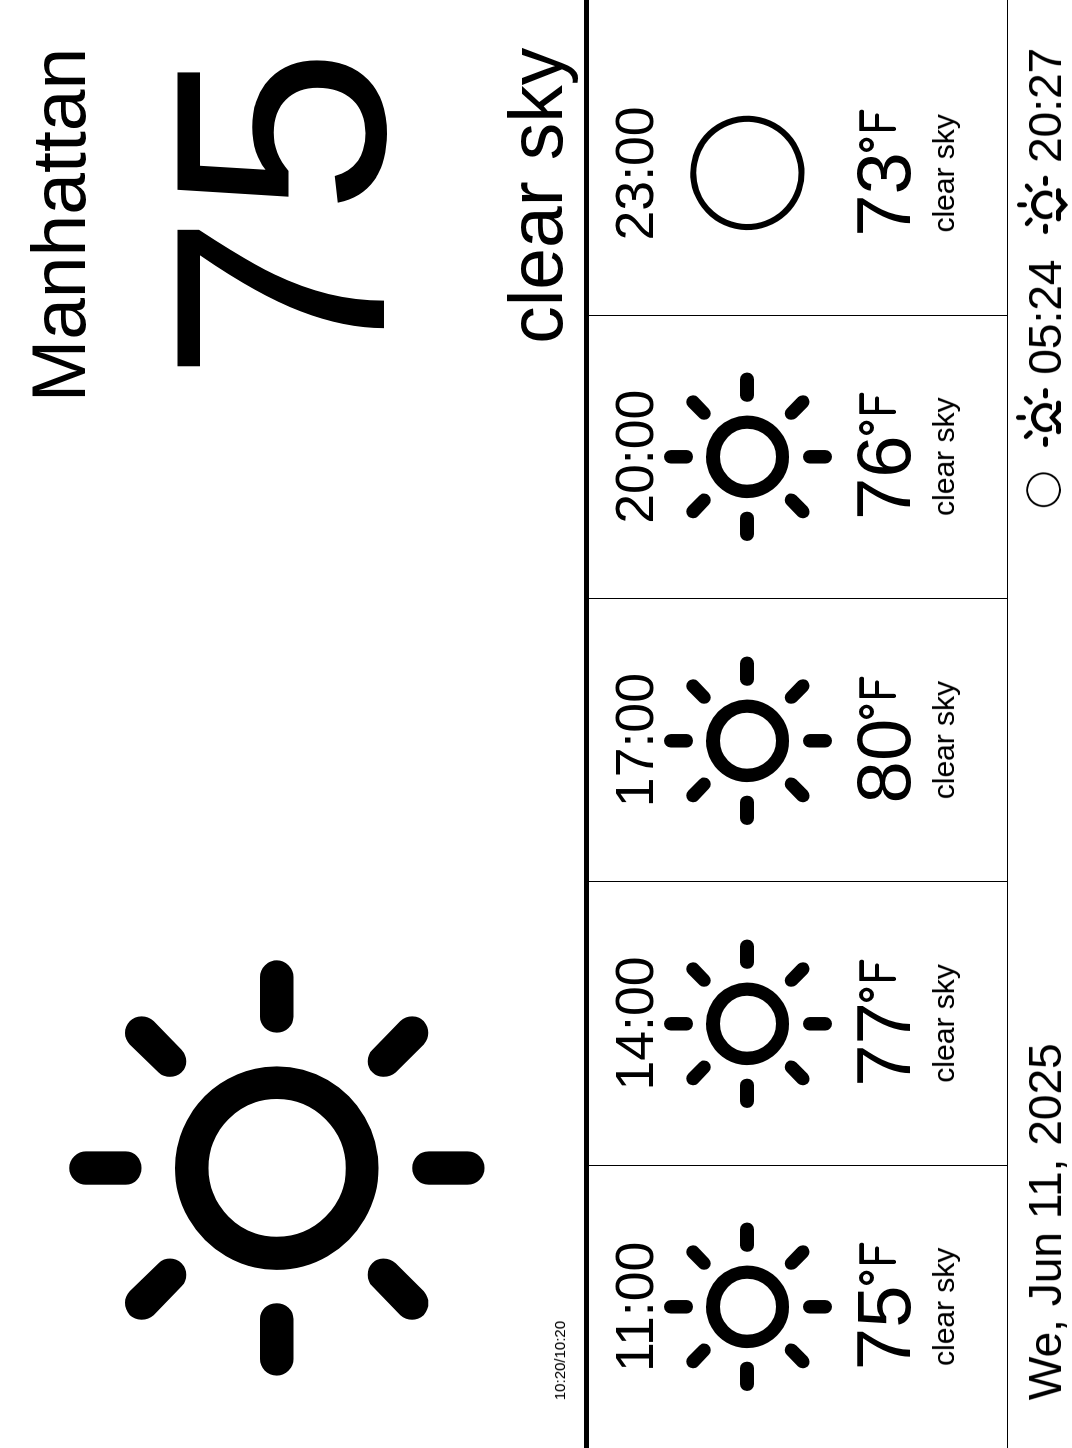 Manhattan
75
clear sky
10:20/10:20
11:00 14:00 17:00 20:00 23:00
75°F 77°F 80°F 76°F 73°F
clear sky clear sky clear sky clear sky clear sky
We, Jun 11, 2025 05:24 20:27